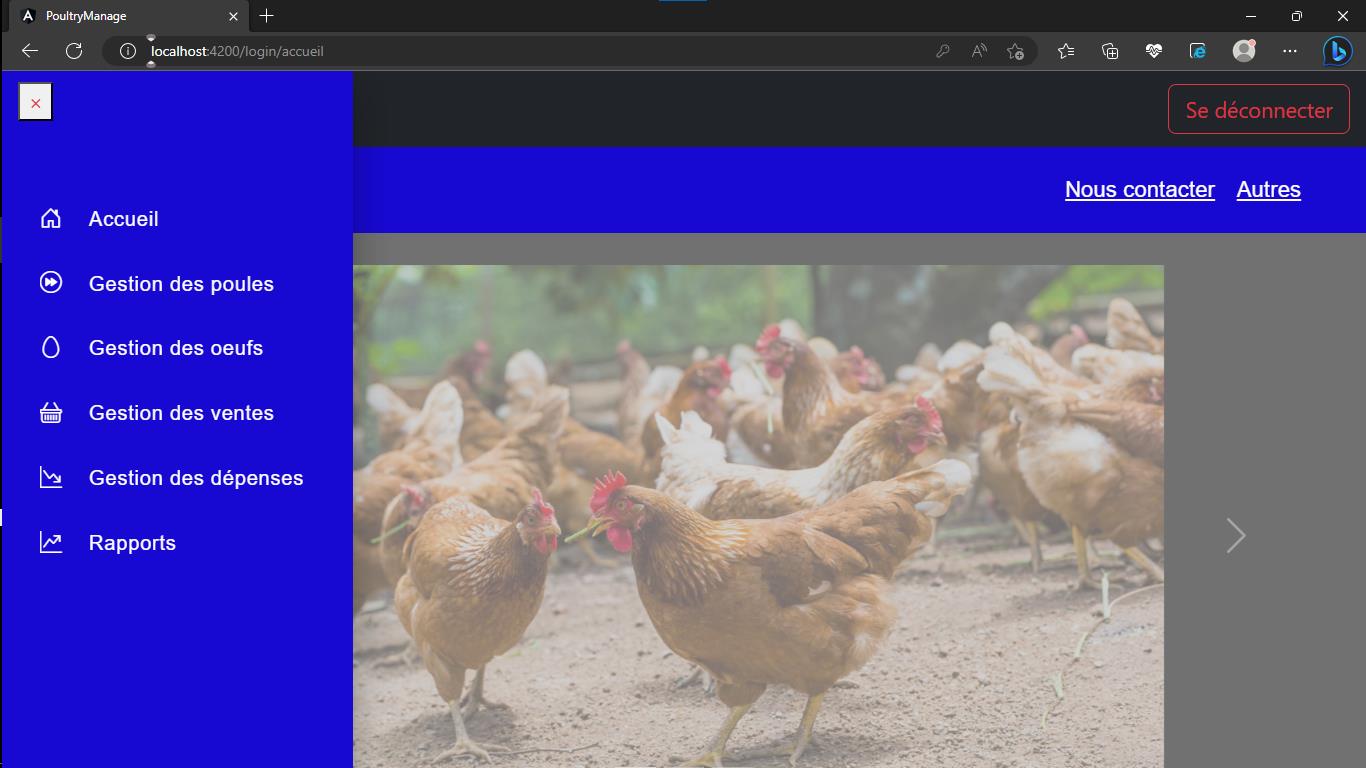 PoultryManage
localhost:4200/login/accueil
Se déconnecter
Nous contacter Autres
Accueil
Gestion des poules
Gestion des oeufs
Gestion des ventes
Gestion des dépenses
Rapports